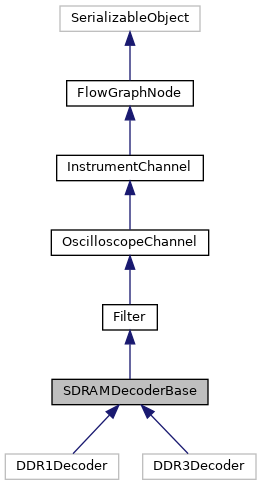 SerializableObject
FlowGraphNode
InstrumentChannel
OscilloscopeChannel
Filter
SDRAMDecoderBase
DDR1Decoder
DDR3Decoder